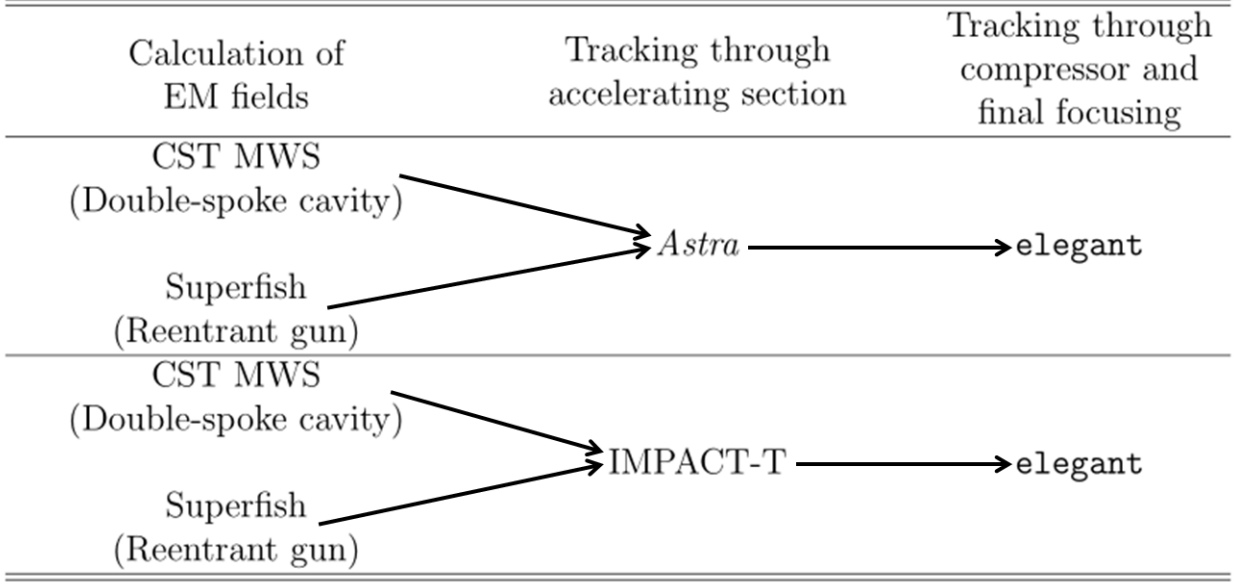 Calculation of
EM fields
Tracking through
accelerating section
Tracking through
compressor and
final focusing
CST MWS
(Double-spoke cavity)
Superfish
(Reentrant gun)
Astra
elegant
CST MWS
(Double-spoke cavity)
Superfish
(Reentrant gun)
IMPACT-T
elegant